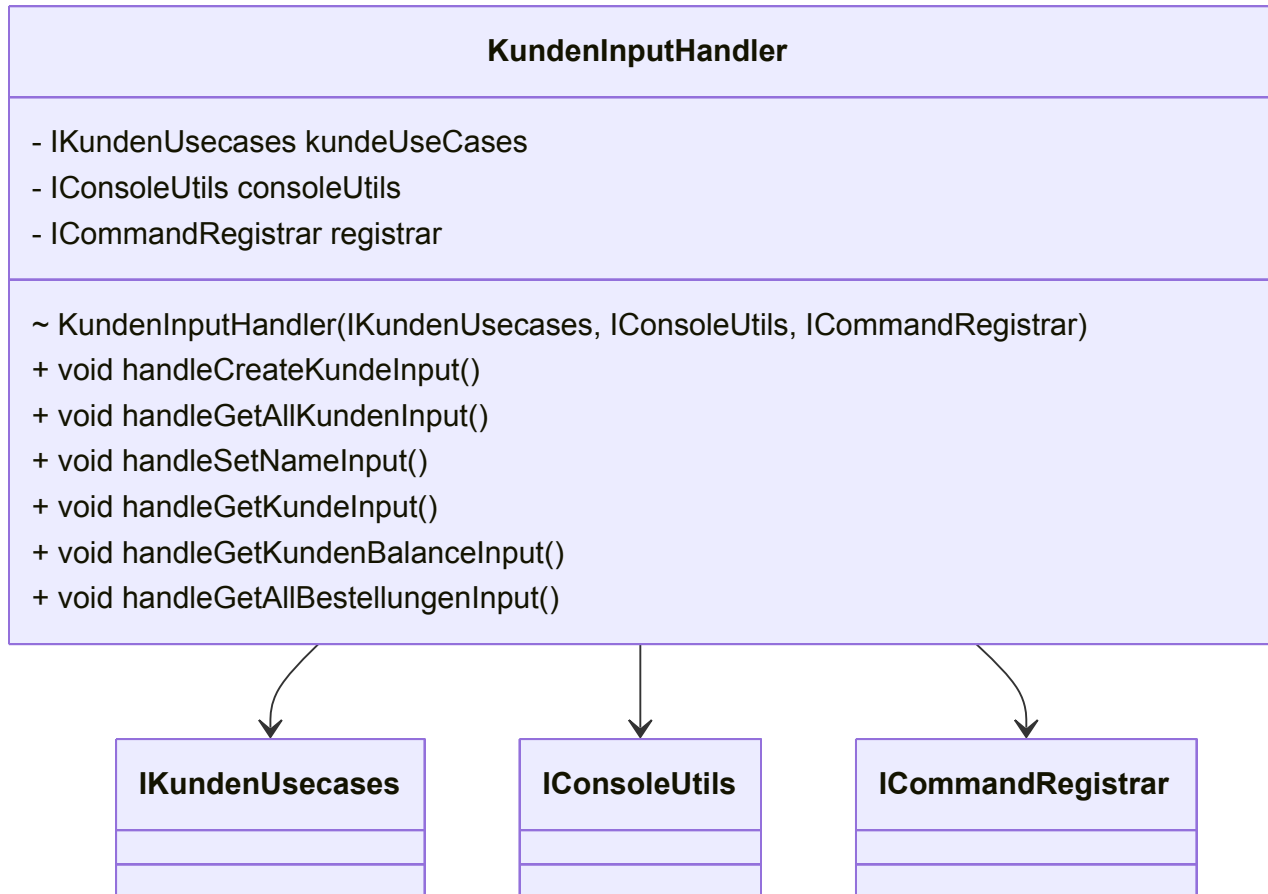 KundenInputHandler
- IKundenUsecases kundeUseCases
- IConsoleUtils consoleUtils
- ICommandRegistrar registrar
~ KundenInputHandler(IKundenUsecases, IConsoleUtils, ICommandRegistrar)
+ void handleCreateKundeInput()
+ void handleGetAllKundenInput()
+ void handleSetNameInput()
+ void handleGetKundeInput()
+ void handleGetKundenBalanceInput()
+ void handleGetAllBestellungenInput()
IKundenUsecases
IConsoleUtils
ICommandRegistrar